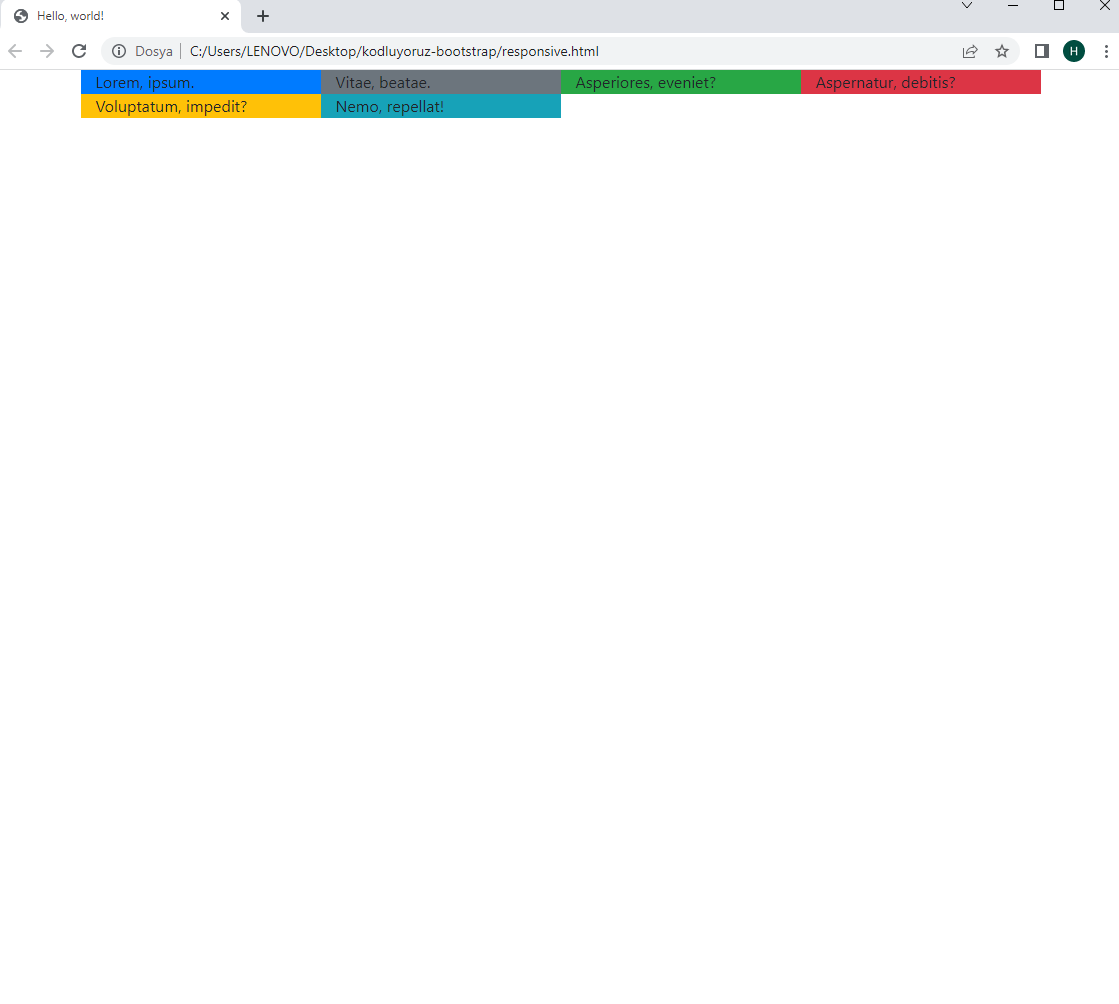 Hello, world!
Dosya C:/Users/LENOVO/Desktop/kodluyoruz-bootstrap/responsive.html
H
Lorem, ipsum. Vitae, beatae. Asperiores, eveniet? Aspernatur, debitis?
Voluptatum, impedit? Nemo, repellat!